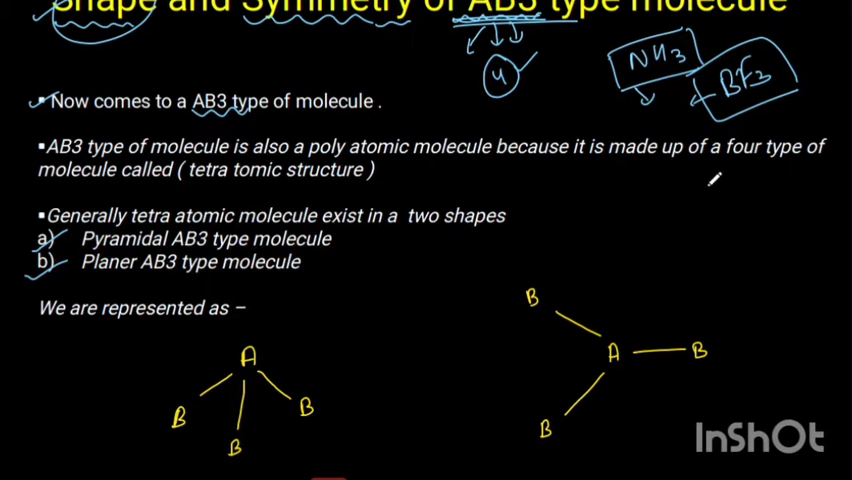 Shape and Symmetry of AB3 type molecule
4
NH3
BF3
▪Now comes to a AB3 type of molecule .
▪AB3 type of molecule is also a poly atomic molecule because it is made up of a four type of
molecule called ( tetra tomic structure )
▪Generally tetra atomic molecule exist in a two shapes
a) Pyramidal AB3 type molecule
b) Planer AB3 type molecule
We are represented as –
A
B
B
B
B
A
B
B
InShOt